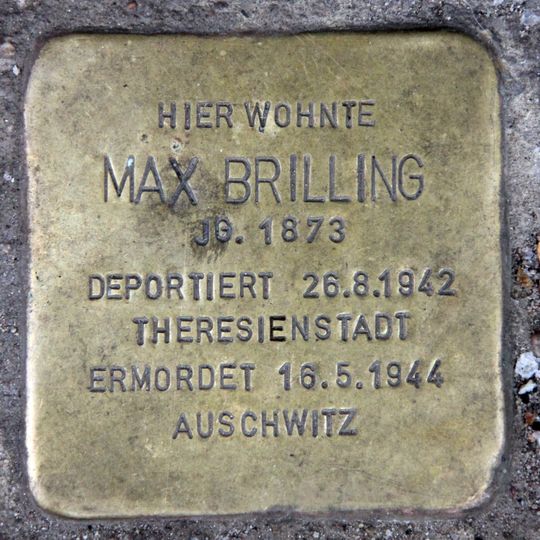 HIER WOHNTE
MAX BRILLING
JG. 1873
DEPORTIERT 26.8.1942
THERESIENSTADT
ERMORDET 16.5.1944
AUSCHWITZ